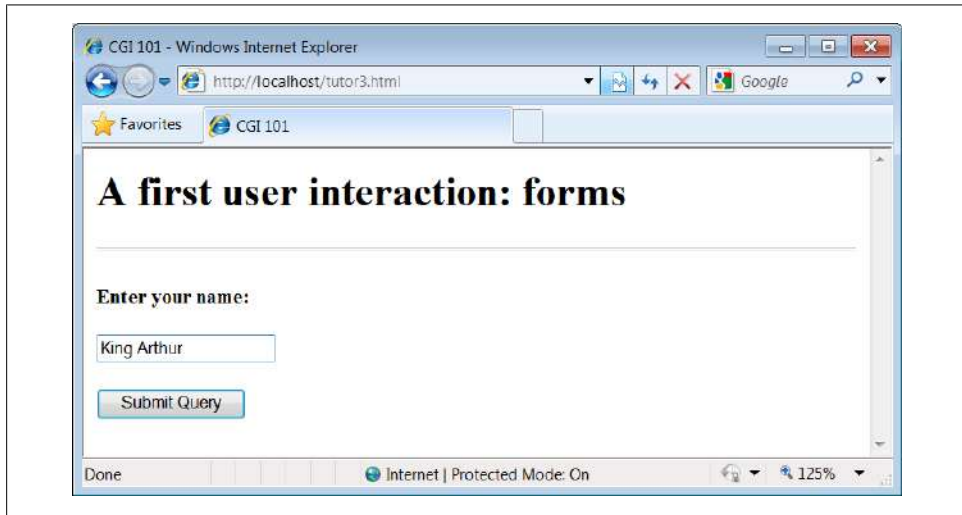 CGI 101 - Windows Internet Explorer
http://localhost/tutor3.html
Google
Favorites
CGI 101
A first user interaction: forms
Enter your name:
King Arthur
Submit Query
Done
Internet | Protected Mode: On
125%